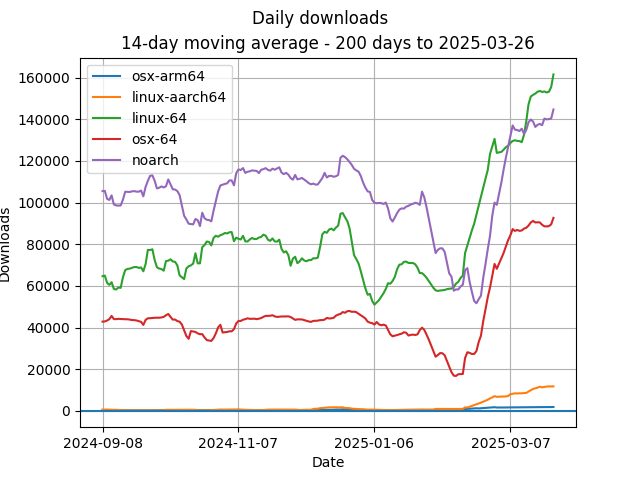 Daily downloads
14-day moving average - 200 days to 2025-03-26
osx-arm64
linux-aarch64
linux-64
osx-64
noarch
160000
140000
120000
100000
80000
60000
40000
20000
0
Downloads
2024-09-08
2024-11-07
2025-01-06
2025-03-07
Date